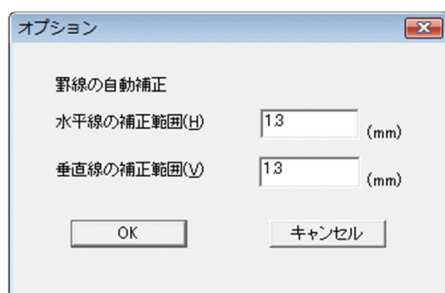 オプション
罫線の自動補正
水平線の補正範囲(H) 1.3 (mm)
垂直線の補正範囲(V) 1.3 (mm)
OK キャンセル